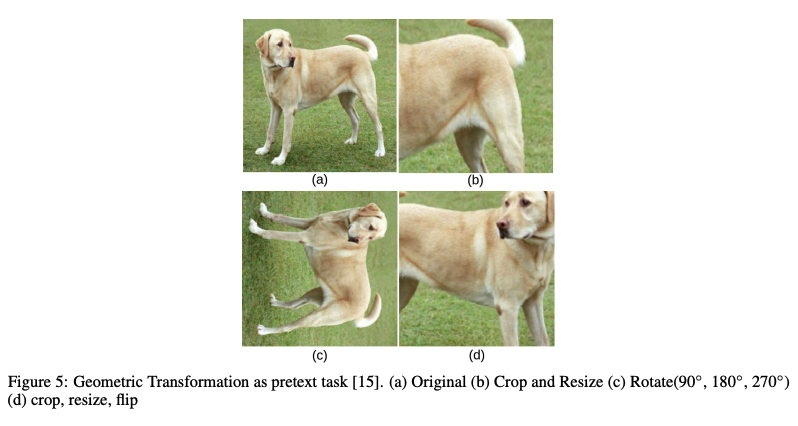 (a)
(b)
(c)
(d)
Figure 5: Geometric Transformation as pretext task [15]. (a) Original (b) Crop and Resize (c) Rotate(90°, 180°, 270°)
(d) crop, resize, flip